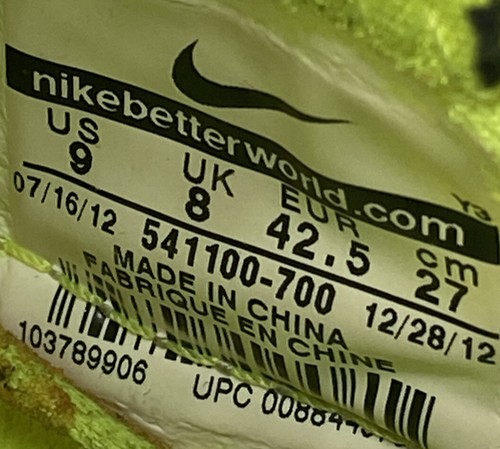 nikebetterworld.com
Y3
US UK EUR cm
9 8 42.5 27
07/16/12 541100-700 12/28/12
MADE IN CHINA
FABRIQUE EN CHINE
103789906 UPC